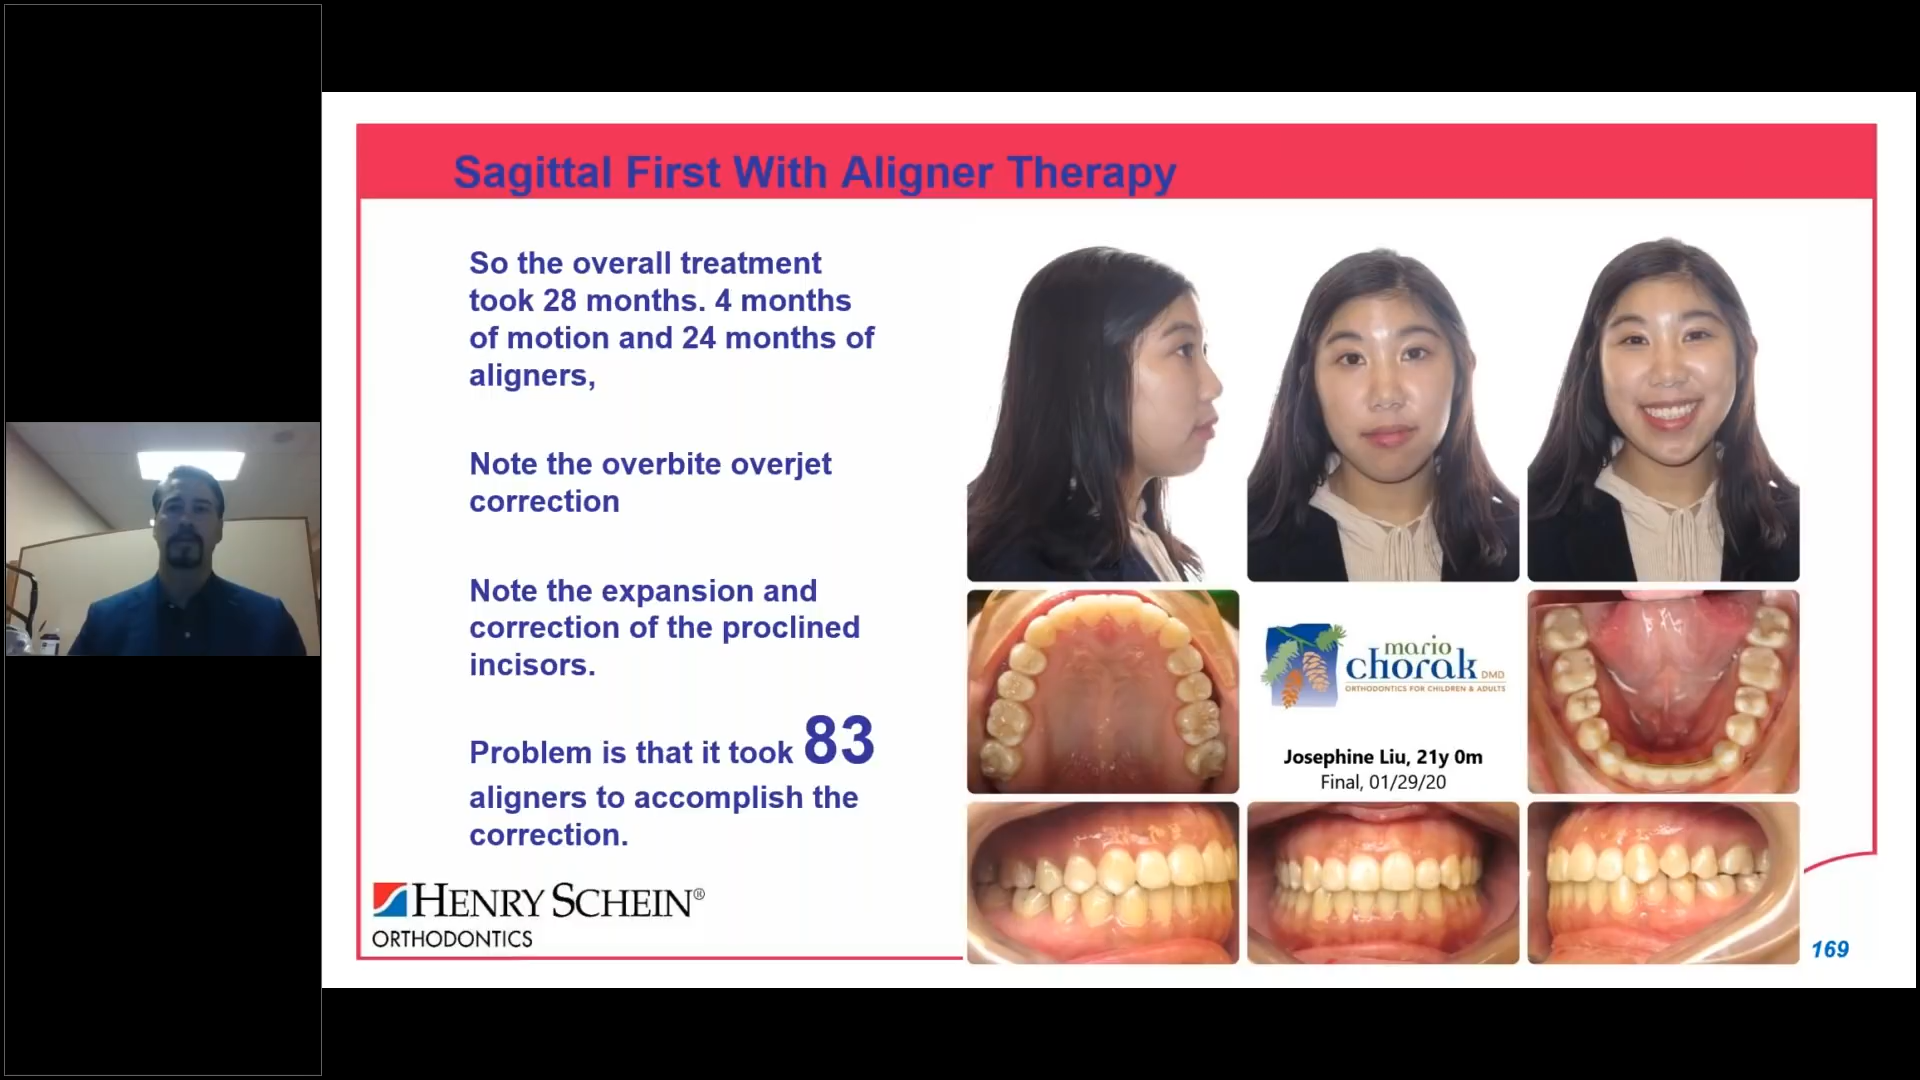 Sagittal First With Aligner Therapy
So the overall treatment
took 28 months. 4 months
of motion and 24 months of
aligners,
Note the overbite overjet
correction
Note the expansion and
correction of the proclined
incisors.
Problem is that it took 83
aligners to accomplish the
correction.
HENRY SCHEIN®
ORTHODONTICS
mario
chorak DMD
ORTHODONTICS FOR CHILDREN & ADULTS
Josephine Liu, 21y 0m
Final, 01/29/20
169